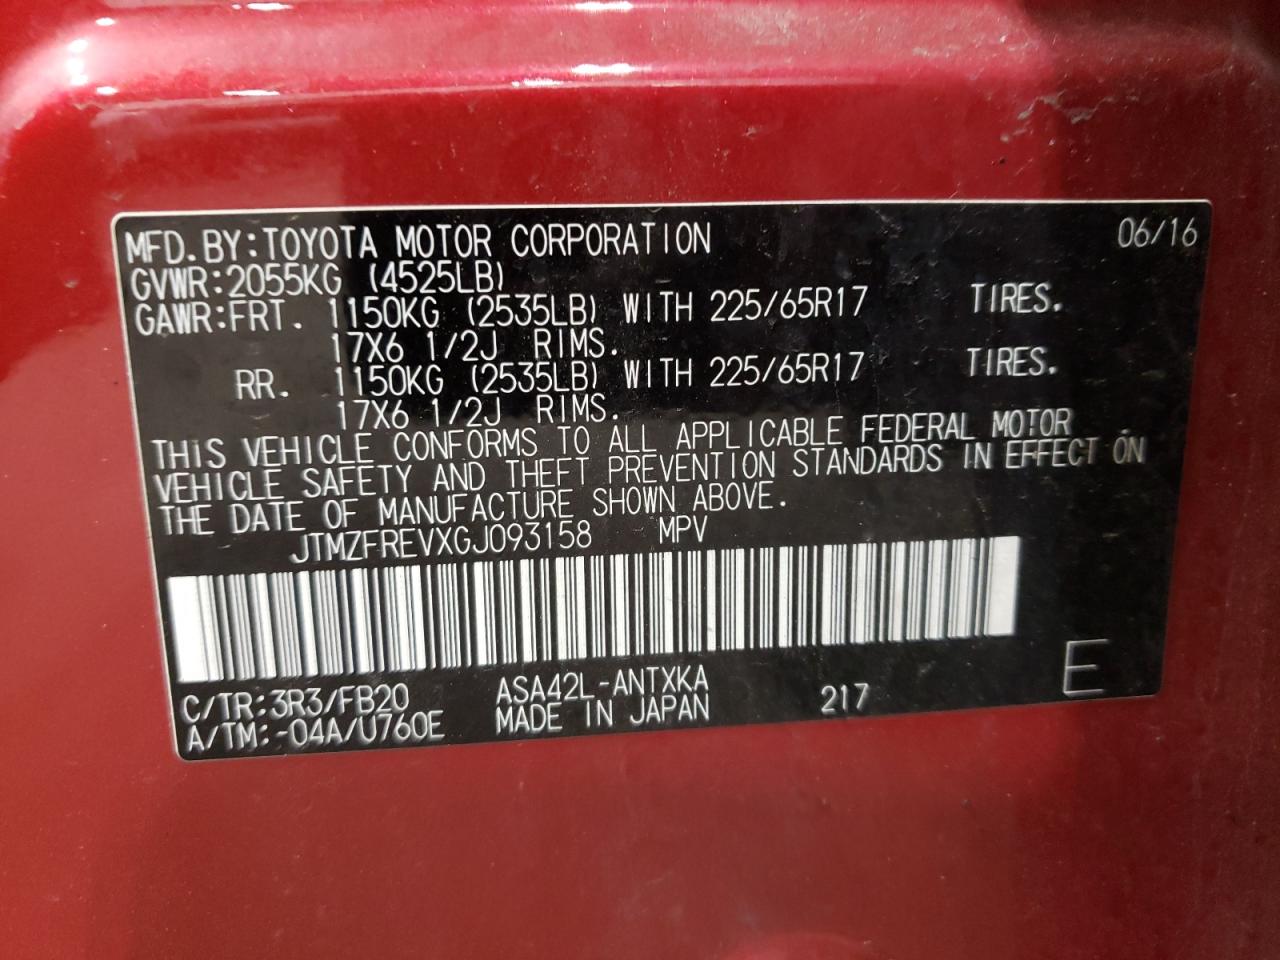 MFD.BY:TOYOTA MOTOR CORPORATION 06/16
GVWR:2055KG (4525LB)
GAWR:FRT. 1150KG (2535LB) WITH 225/65R17 TIRES.
17X6 1/2J RIMS.
RR. 1150KG (2535LB) WITH 225/65R17 TIRES.
17X6 1/2J RIMS.
THIS VEHICLE CONFORMS TO ALL APPLICABLE FEDERAL MOTOR
VEHICLE SAFETY AND THEFT PREVENTION STANDARDS IN EFFECT ON
THE DATE OF MANUFACTURE SHOWN ABOVE.
JTMZFREVXGJ093158 MPV
E
C/TR:3R3/FB20 ASA42L-ANTXKA 217
A/TM:-04A/U760E MADE IN JAPAN